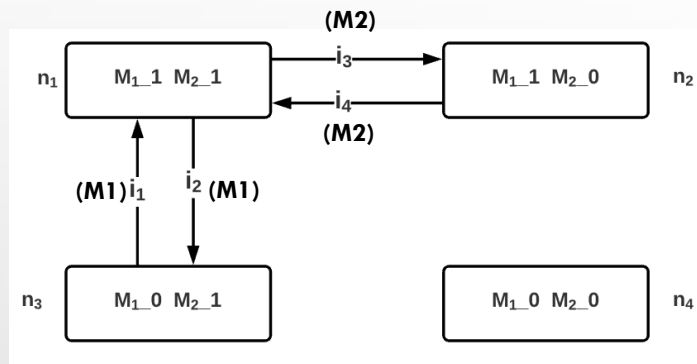 (M2)
i₃
n₁ M₁_1 M₂_1 M₁_1 M₂_0 n₂
i₄
(M2)
(M1) i₁ i₂ (M1)
n₃ M₁_0 M₂_1 M₁_0 M₂_0 n₄